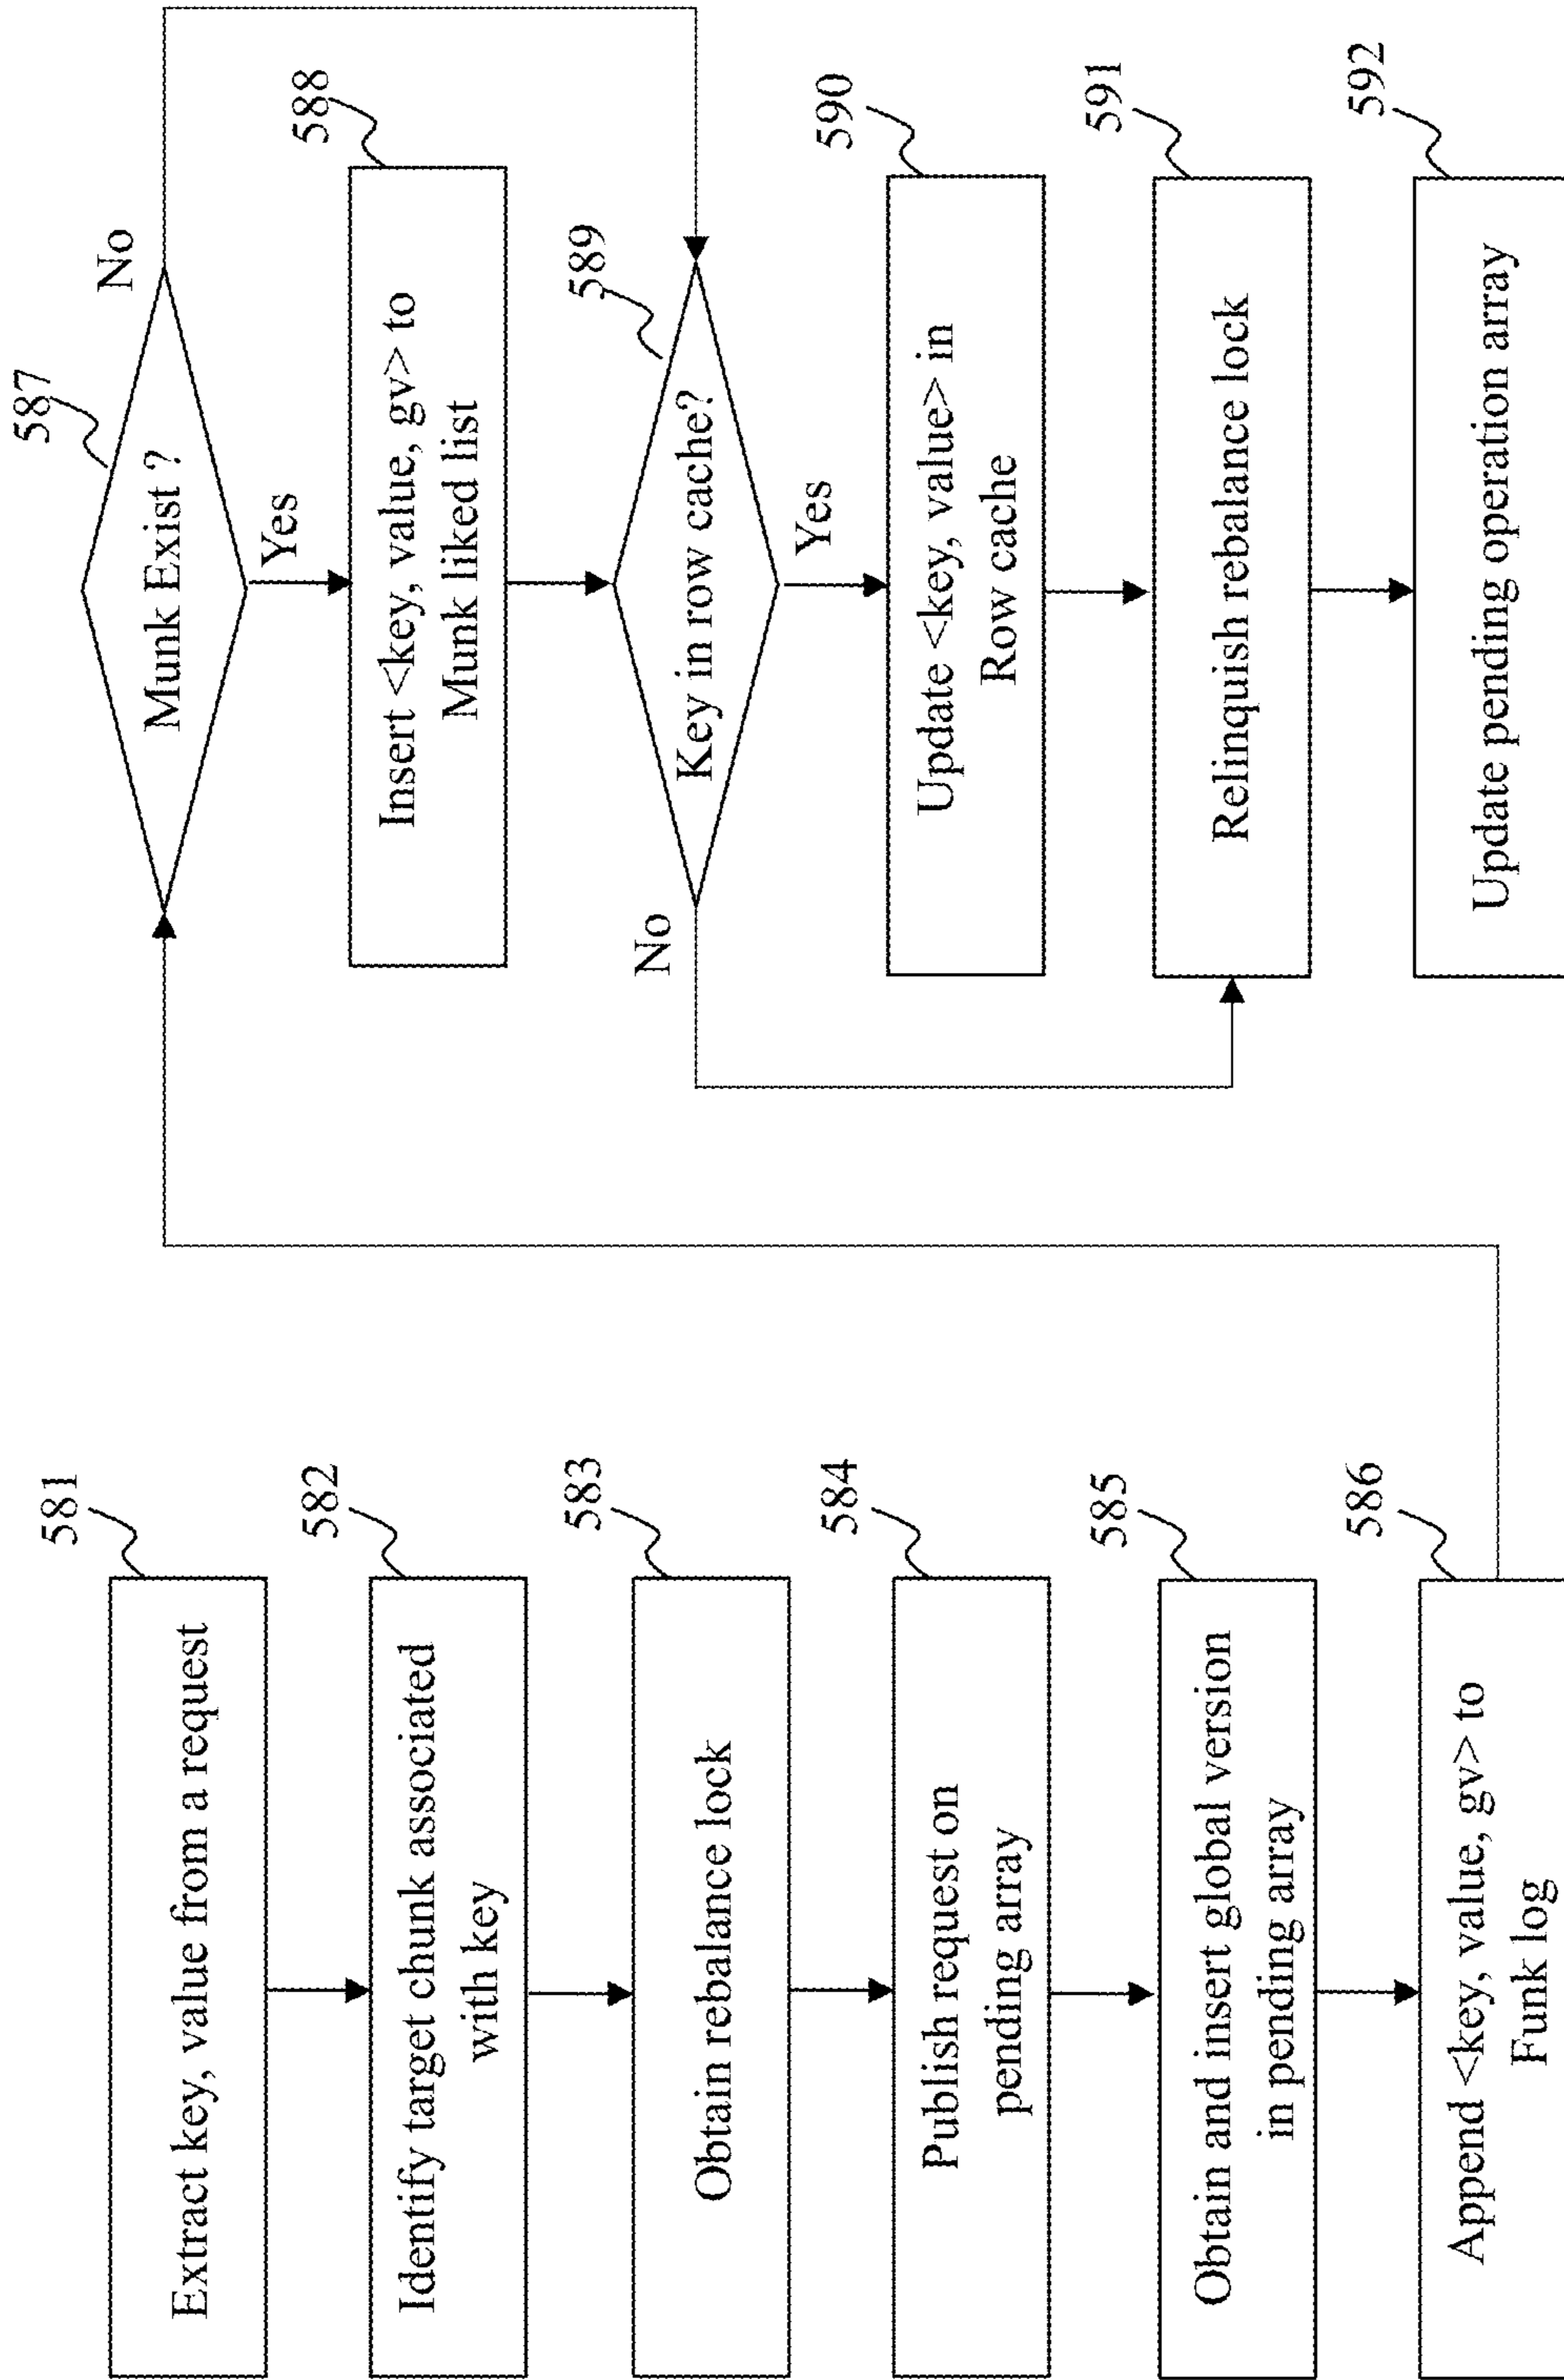 581
Extract key, value from a request
582
Identify target chunk associated
with key
583
Obtain rebalance lock
584
Publish request on
pending array
585
Obtain and insert global version
in pending array
586
Append <key, value, gv> to
Funk log
587
Munk Exist ?
No
Yes
588
Insert <key, value, gv> to
Munk liked list
589
Key in row cache?
No
Yes
590
Update <key, value> in
Row cache
591
Relinquish rebalance lock
592
Update pending operation array